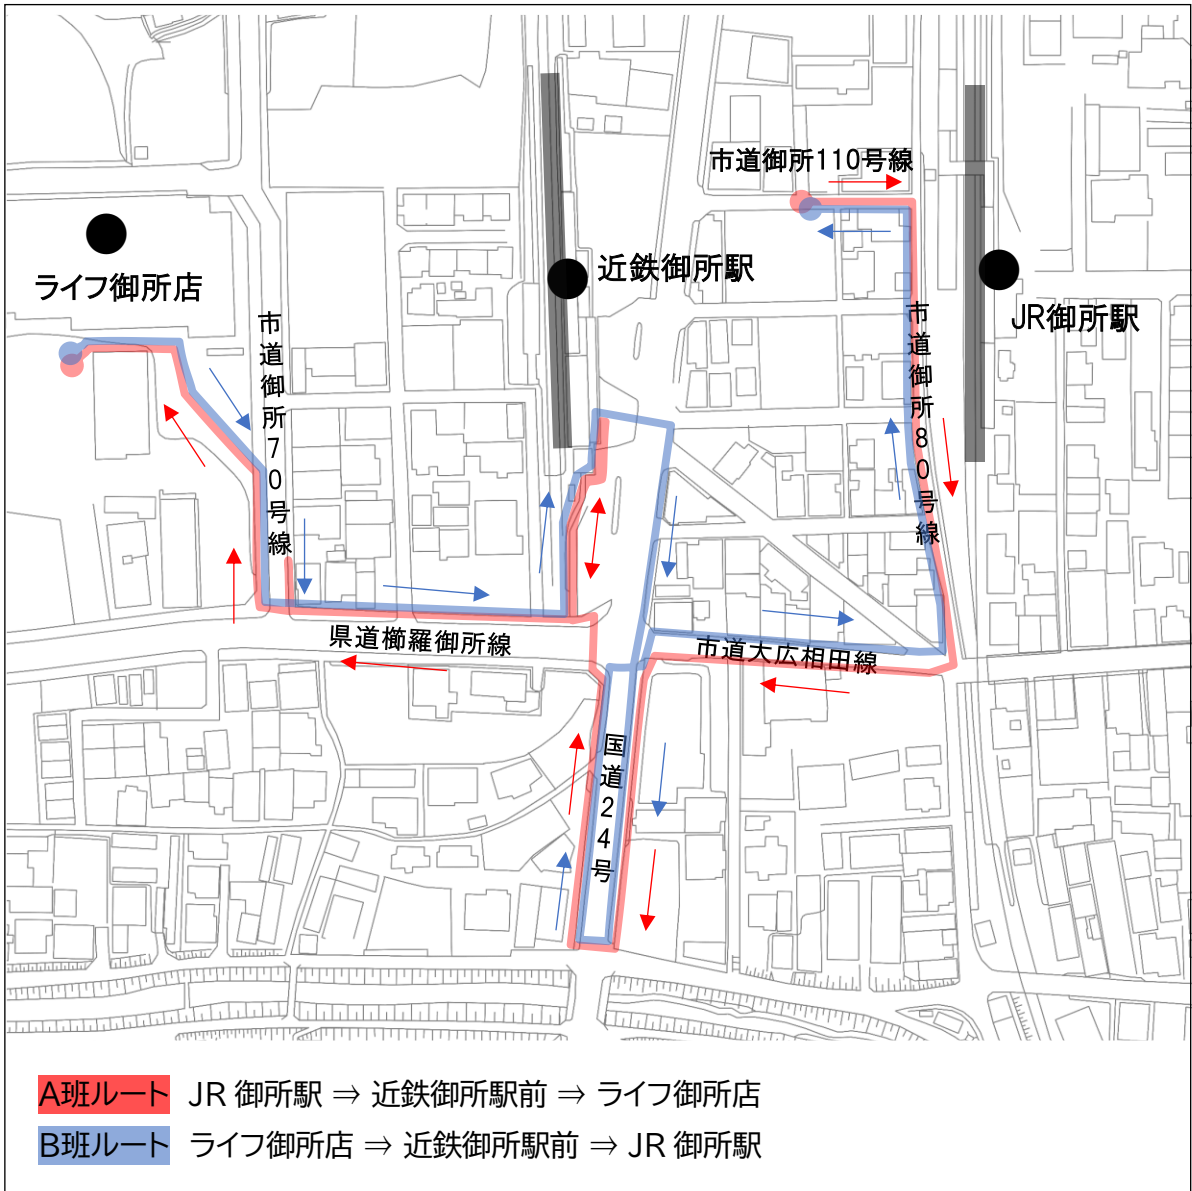 市道御所110号線
ライフ御所店
近鉄御所駅
JR御所駅
市道御所70号線
市道御所80号線
県道櫛羅御所線
市道大広相田線
国道24号
A班ルート JR 御所駅 ⇒ 近鉄御所駅前 ⇒ ライフ御所店
B班ルート ライフ御所店 ⇒ 近鉄御所駅前 ⇒ JR 御所駅